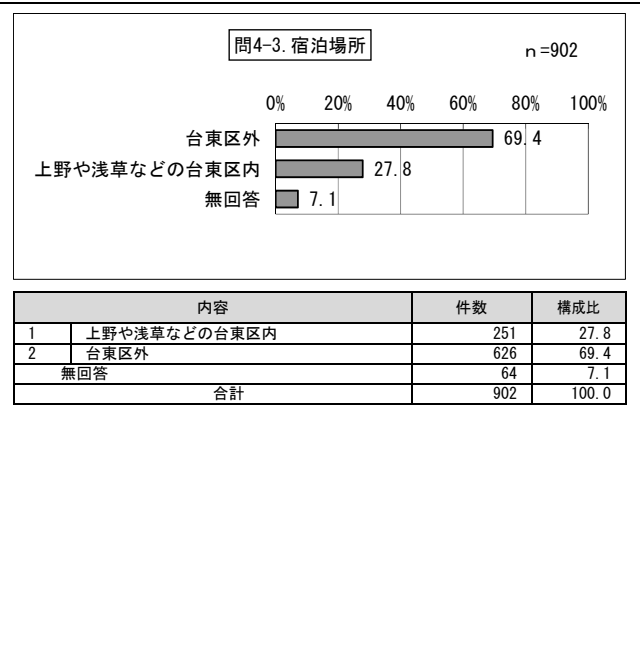 問4-3. 宿泊場所
n=902
0% 20% 40% 60% 80% 100%
台東区外 69.4
上野や浅草などの台東区内 27.8
無回答 7.1
内容 件数 構成比
1 上野や浅草などの台東区内 251 27.8
2 台東区外 626 69.4
無回答 64 7.1
合計 902 100.0